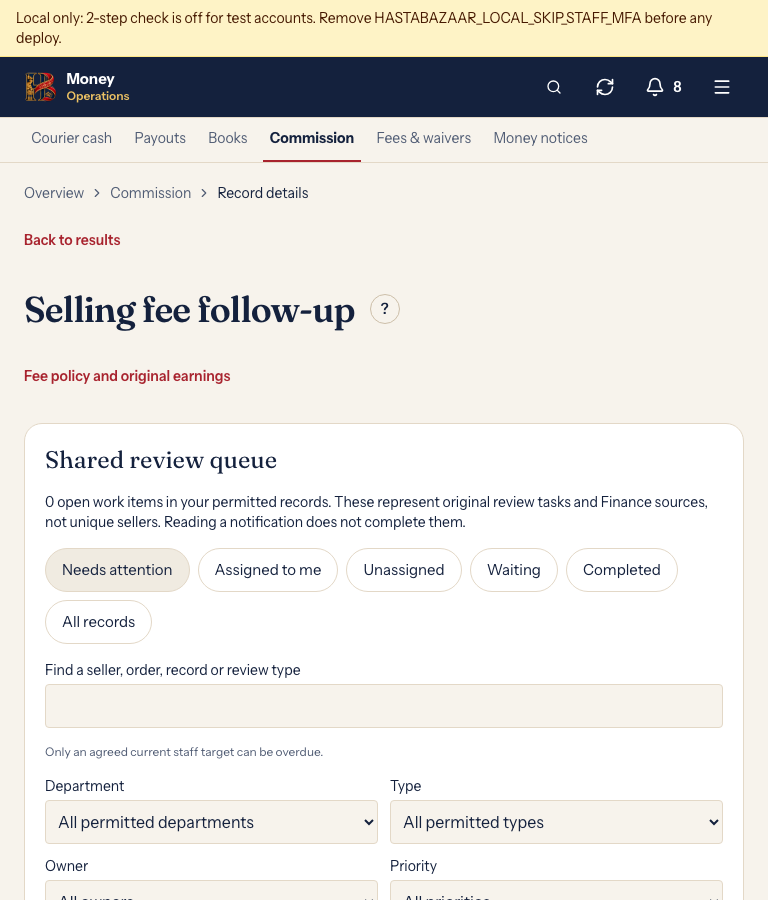 Local only: 2-step check is off for test accounts. Remove HASTABAZAAR_LOCAL_SKIP_STAFF_MFA before any
deploy.
Money
Operations
8
Courier cash Payouts Books Commission Fees & waivers Money notices
Overview > Commission > Record details
Back to results
Selling fee follow-up ?
Fee policy and original earnings
Shared review queue
0 open work items in your permitted records. These represent original review tasks and Finance sources,
not unique sellers. Reading a notification does not complete them.
Needs attention Assigned to me Unassigned Waiting Completed
All records
Find a seller, order, record or review type
Only an agreed current staff target can be overdue.
Department Type
All permitted departments All permitted types
Owner Priority
All owners All priorities